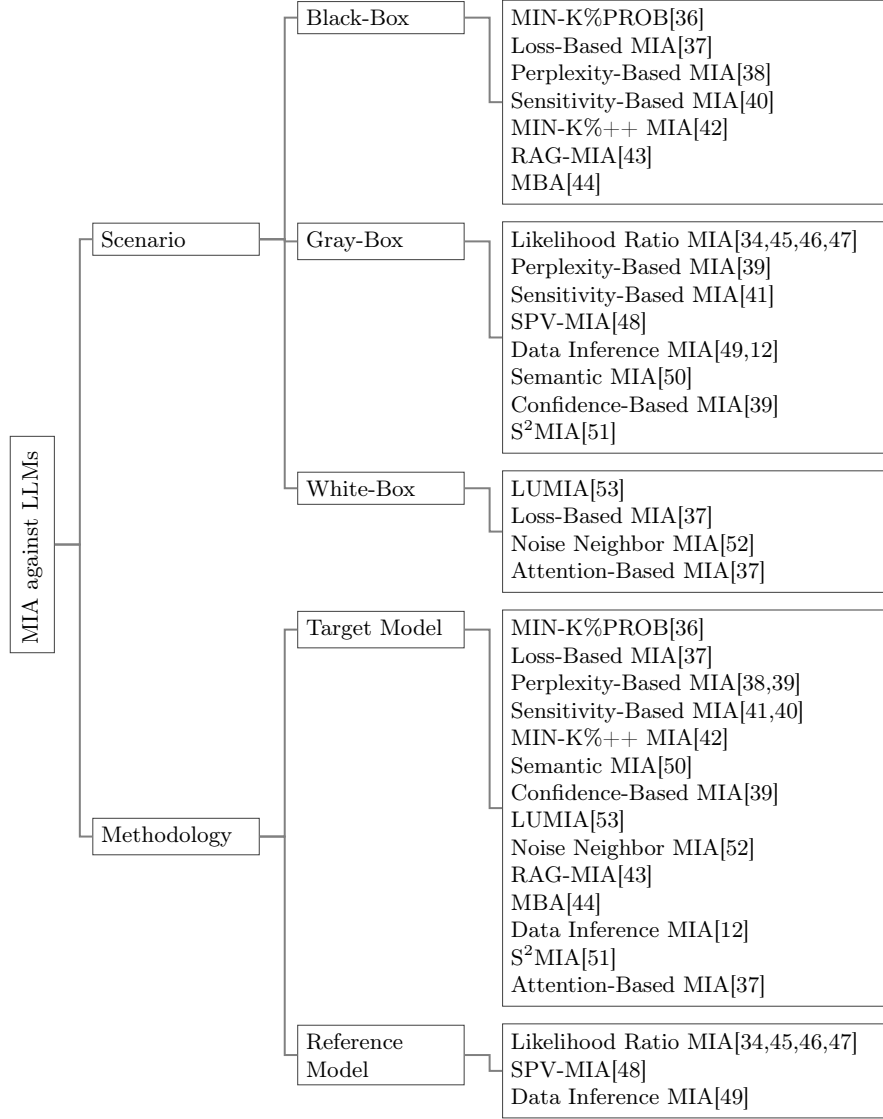 MIA against LLMs
Scenario
Black-Box
MIN-K%PROB[36]
Loss-Based MIA[37]
Perplexity-Based MIA[38]
Sensitivity-Based MIA[40]
MIN-K%++ MIA[42]
RAG-MIA[43]
MBA[44]
Gray-Box
Likelihood Ratio MIA[34,45,46,47]
Perplexity-Based MIA[39]
Sensitivity-Based MIA[41]
SPV-MIA[48]
Data Inference MIA[49,12]
Semantic MIA[50]
Confidence-Based MIA[39]
S²MIA[51]
White-Box
LUMIA[53]
Loss-Based MIA[37]
Noise Neighbor MIA[52]
Attention-Based MIA[37]
Methodology
Target Model
MIN-K%PROB[36]
Loss-Based MIA[37]
Perplexity-Based MIA[38,39]
Sensitivity-Based MIA[41,40]
MIN-K%++ MIA[42]
Semantic MIA[50]
Confidence-Based MIA[39]
LUMIA[53]
Noise Neighbor MIA[52]
RAG-MIA[43]
MBA[44]
Data Inference MIA[12]
S²MIA[51]
Attention-Based MIA[37]
Reference
Model
Likelihood Ratio MIA[34,45,46,47]
SPV-MIA[48]
Data Inference MIA[49]